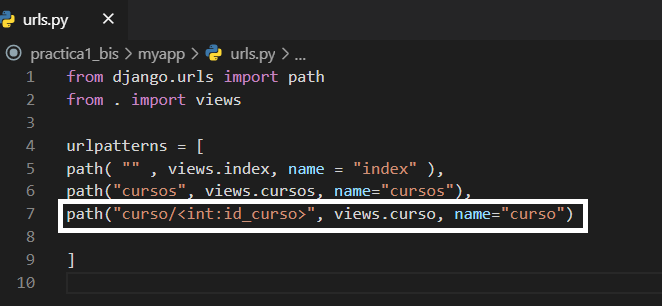 urls.py ×
practica1_bis > myapp > urls.py > ...
1 from django.urls import path
2 from . import views
3
4 urlpatterns = [
5 path( "" , views.index, name = "index" ),
6 path("cursos", views.cursos, name="cursos"),
7 path("curso/<int:id_curso>", views.curso, name="curso")
8
9 ]
10